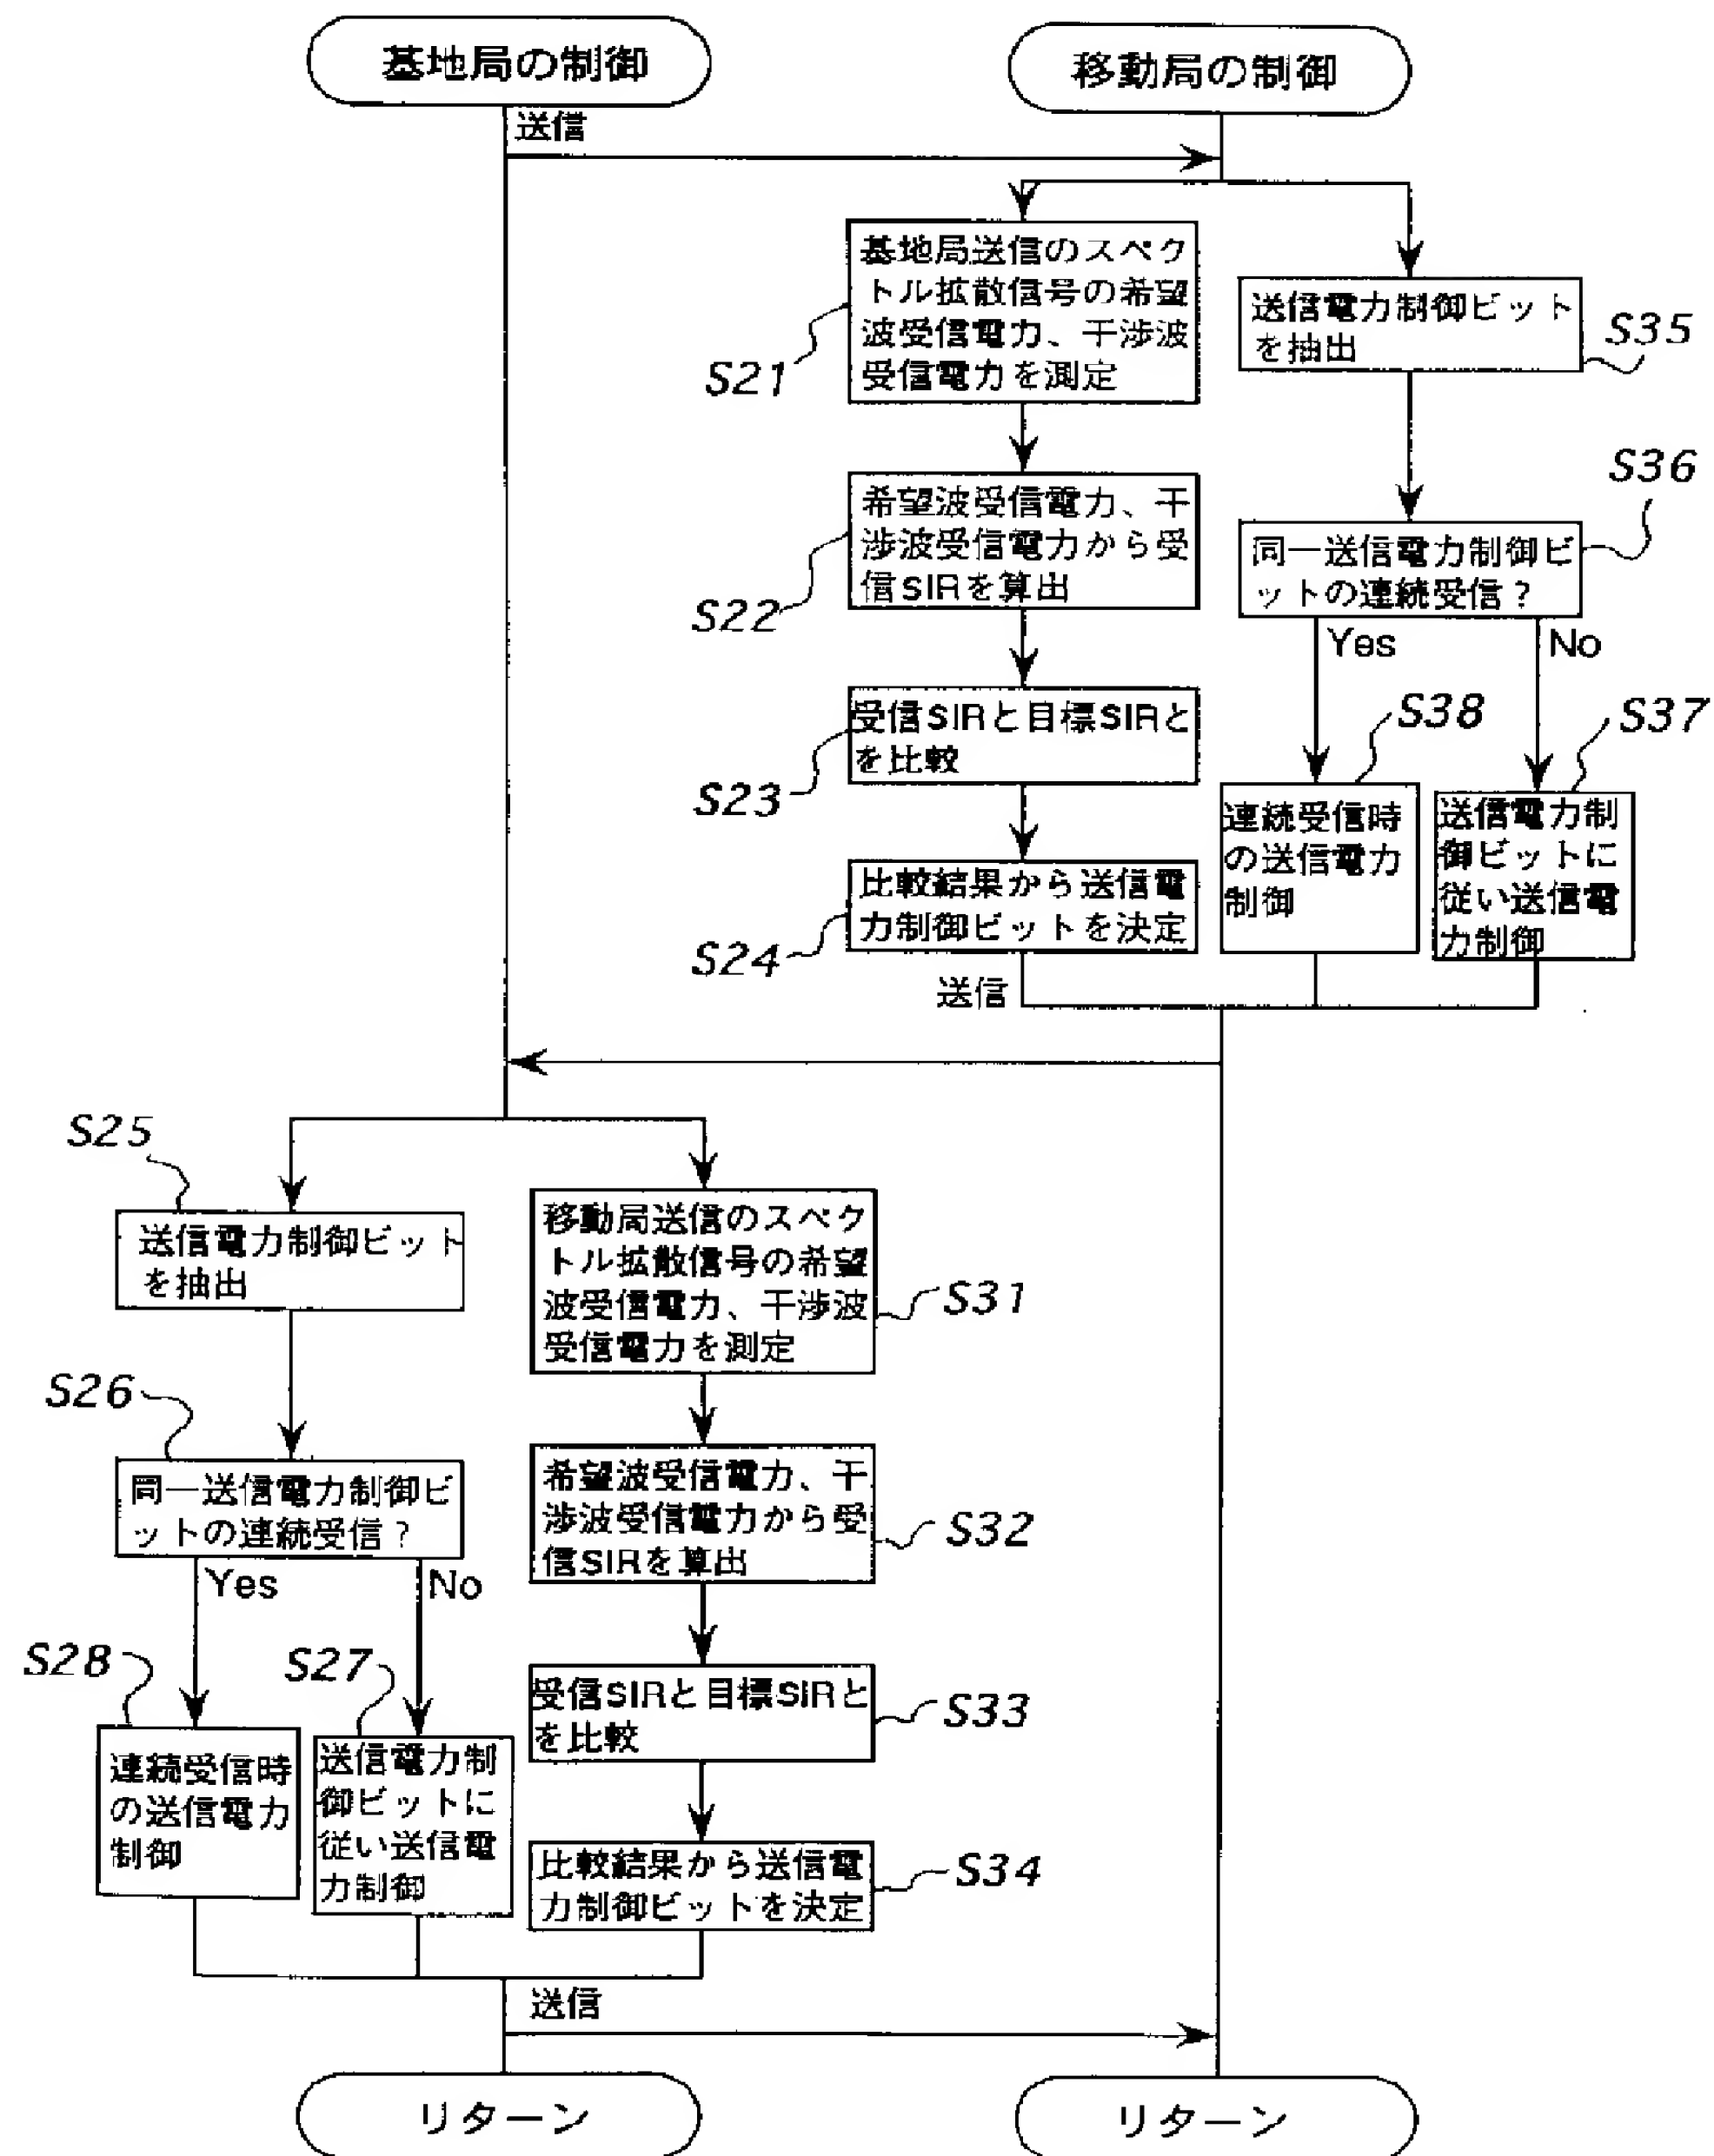 基地局の制御
移動局の制御
送信
基地局送信のスペク
トル拡散信号の希望
波受信電力、干渉波
受信電力を測定
S21
送信電力制御ビット
を抽出
S35
希望波受信電力、干
渉波受信電力から受
信SIRを算出
S22
同一送信電力制御ビ
ットの連続受信?
S36
Yes
No
受信SIRと目標SIRと
を比較
S23
S38
S37
連続受信時
の送信電力
制御
送信電力制
御ビットに
従い送信電
力制御
比較結果から送信電
力制御ビットを決定
S24
送信
S25
送信電力制御ビット
を抽出
移動局送信のスペク
トル拡散信号の希望
波受信電力、干渉波
受信電力を測定
S31
S26
同一送信電力制御ビ
ットの連続受信?
Yes
No
希望波受信電力、干
渉波受信電力から受
信SIRを算出
S32
S28
S27
連続受信時
の送信電力
制御
送信電力制
御ビットに
従い送信電
力制御
受信SIRと目標SIRと
を比較
S33
比較結果から送信電
力制御ビットを決定
S34
送信
リターン
リターン